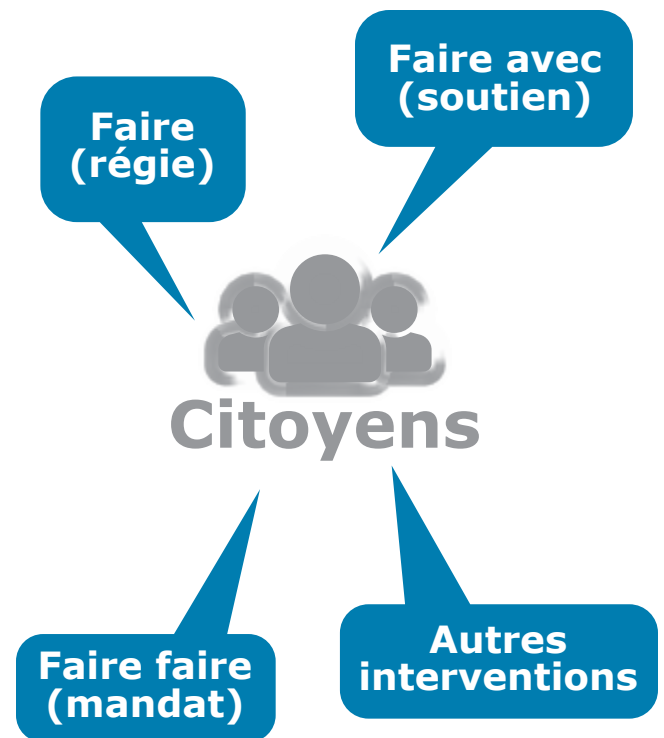 Faire
(régie)
Faire avec
(soutien)
Citoyens
Faire faire
(mandat)
Autres
interventions